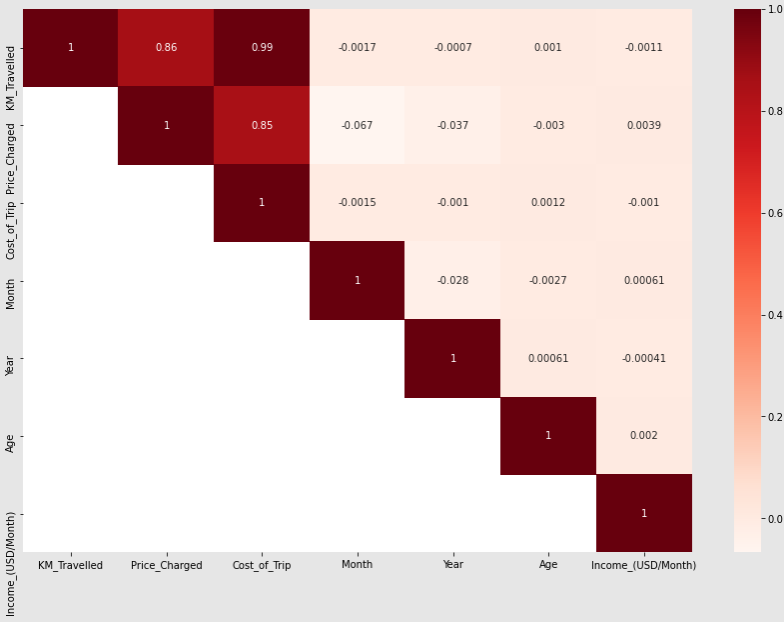 KM_Travelled
1
0.86
0.99
-0.0017
-0.0007
0.001
-0.0011
Price_Charged
1
0.85
-0.067
-0.037
-0.003
0.0039
Cost_of_Trip
1
-0.0015
-0.001
0.0012
-0.001
Month
1
-0.028
-0.0027
0.00061
Year
1
0.00061
-0.00041
Age
1
0.002
Income_(USD/Month)
1
KM_Travelled
Price_Charged
Cost_of_Trip
Month
Year
Age
Income_(USD/Month)
1.0
0.8
0.6
0.4
0.2
0.0